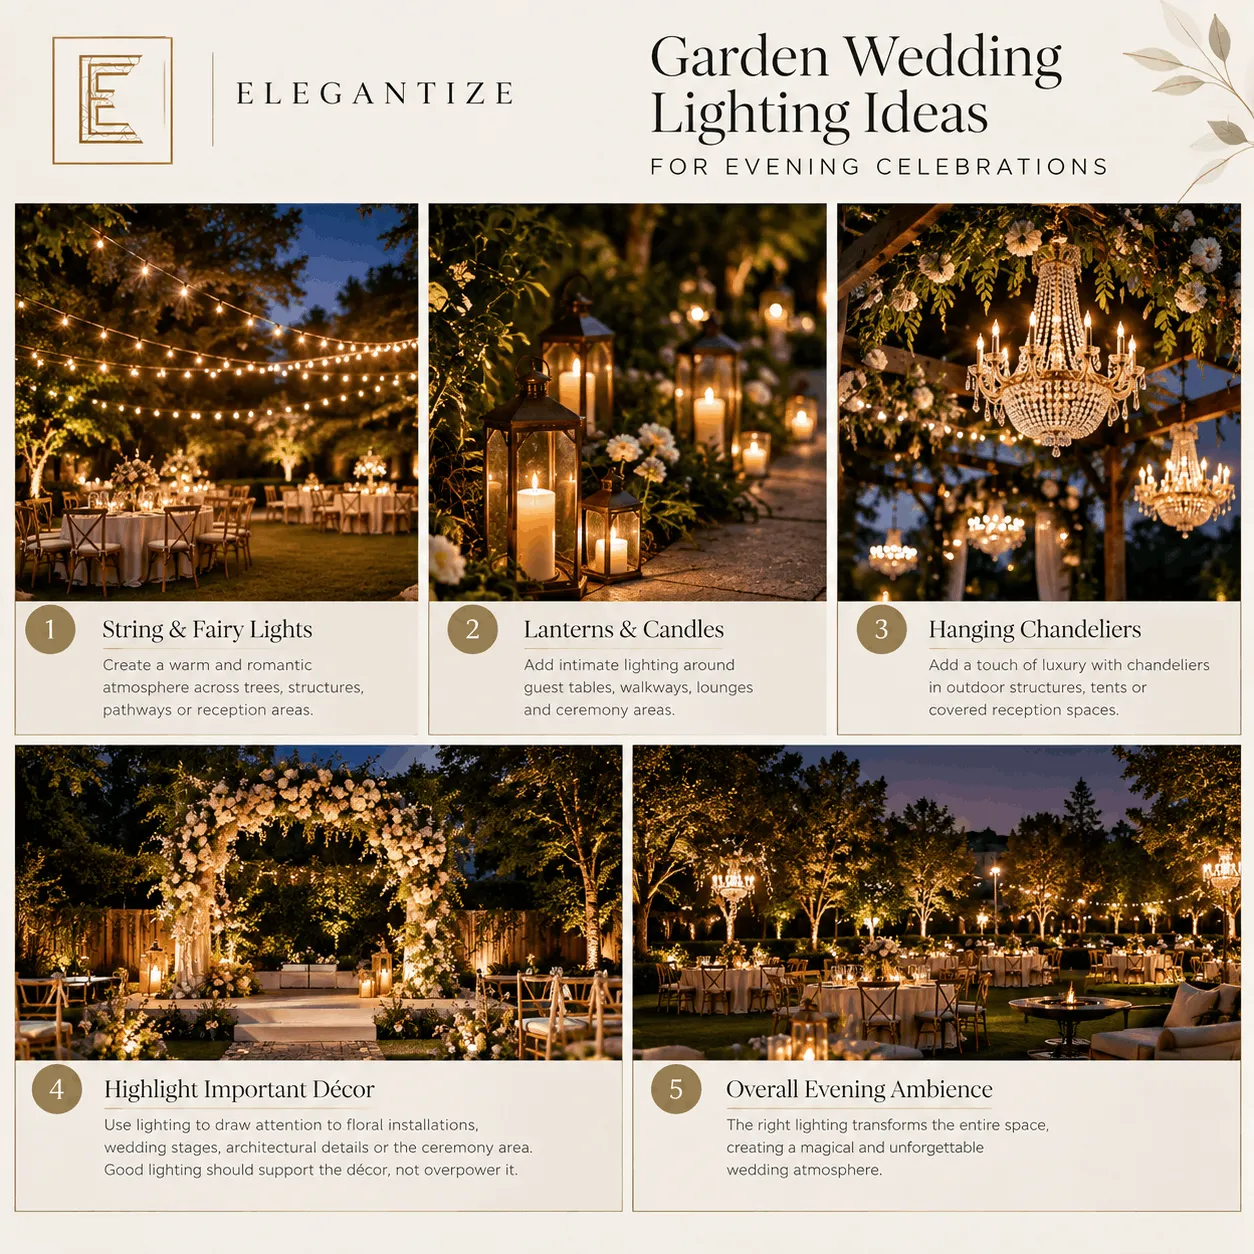 E
ELEGANTIZE
Garden Wedding
Lighting Ideas
FOR EVENING CELEBRATIONS
1
String & Fairy Lights
Create a warm and romantic
atmosphere across trees, structures,
pathways or reception areas.
2
Lanterns & Candles
Add intimate lighting around
guest tables, walkways, lounges
and ceremony areas.
3
Hanging Chandeliers
Add a touch of luxury with chandeliers
in outdoor structures, tents or
covered reception spaces.
4
Highlight Important Décor
Use lighting to draw attention to floral installations,
wedding stages, architectural details or the ceremony area.
Good lighting should support the décor, not overpower it.
5
Overall Evening Ambience
The right lighting transforms the entire space,
creating a magical and unforgettable
wedding atmosphere.